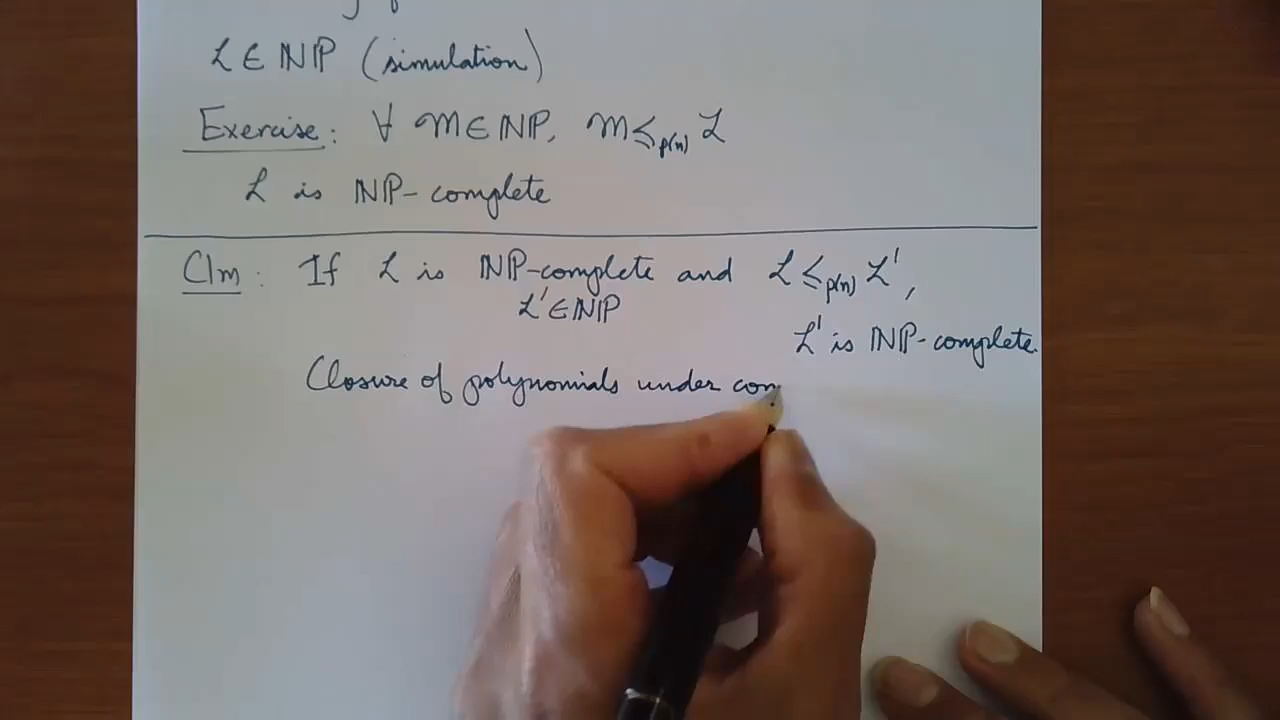 L ∈ NP (simulation)
Exercise: ∀ M ∈ NP, M ≤p(n) L
L is NP-complete
Clm: If L is NP-complete and L ≤p(n) L',
L' ∈ NP
L' is NP-complete.
Closure of polynomials under com